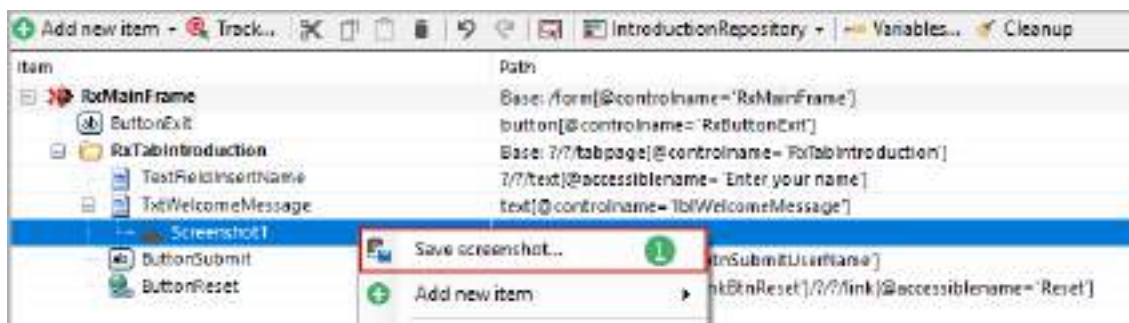 Add new item Track... IntroductionRepository Variables... Cleanup
Item Path
RxMainFrame Base: /form[@controlname='RxMainFrame']
ButtonExit button[@controlname='RxButtonExit']
RxTabIntroduction Base: ?/?/tabpage[@controlname='RxTabIntroduction']
TextFieldInsertName ?/?/text[@accessiblename='Enter your name']
TxtWelcomeMessage text[@controlname='lblWelcomeMessage']
Screenshot1
Save screenshot... 1
ButtonSubmit tnSubmitUserName']
ButtonReset nkBtnReset']/?/?/link[@accessiblename='Reset']
Add new item